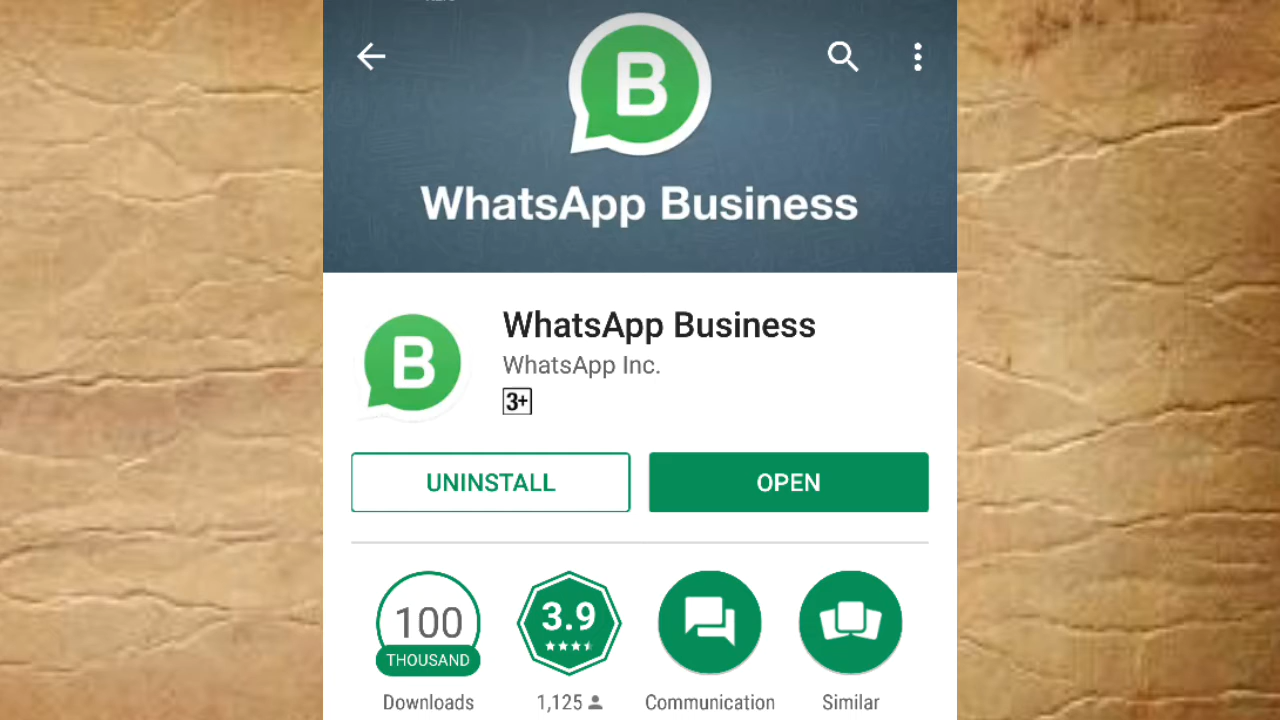 B
WhatsApp Business
B
WhatsApp Business
WhatsApp Inc.
3+
UNINSTALL
OPEN
100
THOUSAND
3.9
Downloads
1,125
Communication
Similar